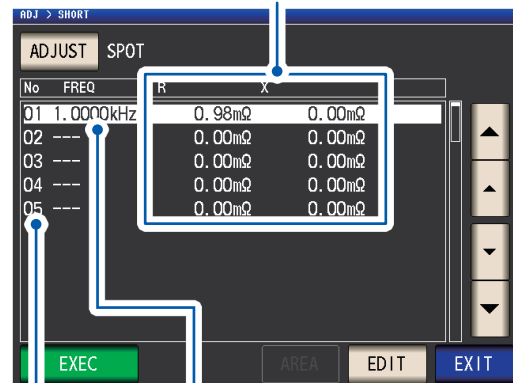 ADJ > SHORT
ADJUST SPOT
No FREQ R X
01 1.0000kHz 0.98mΩ 0.00mΩ
02 --- 0.00mΩ 0.00mΩ
03 --- 0.00mΩ 0.00mΩ
04 --- 0.00mΩ 0.00mΩ
05 --- 0.00mΩ 0.00mΩ
EXEC AREA EDIT EXIT